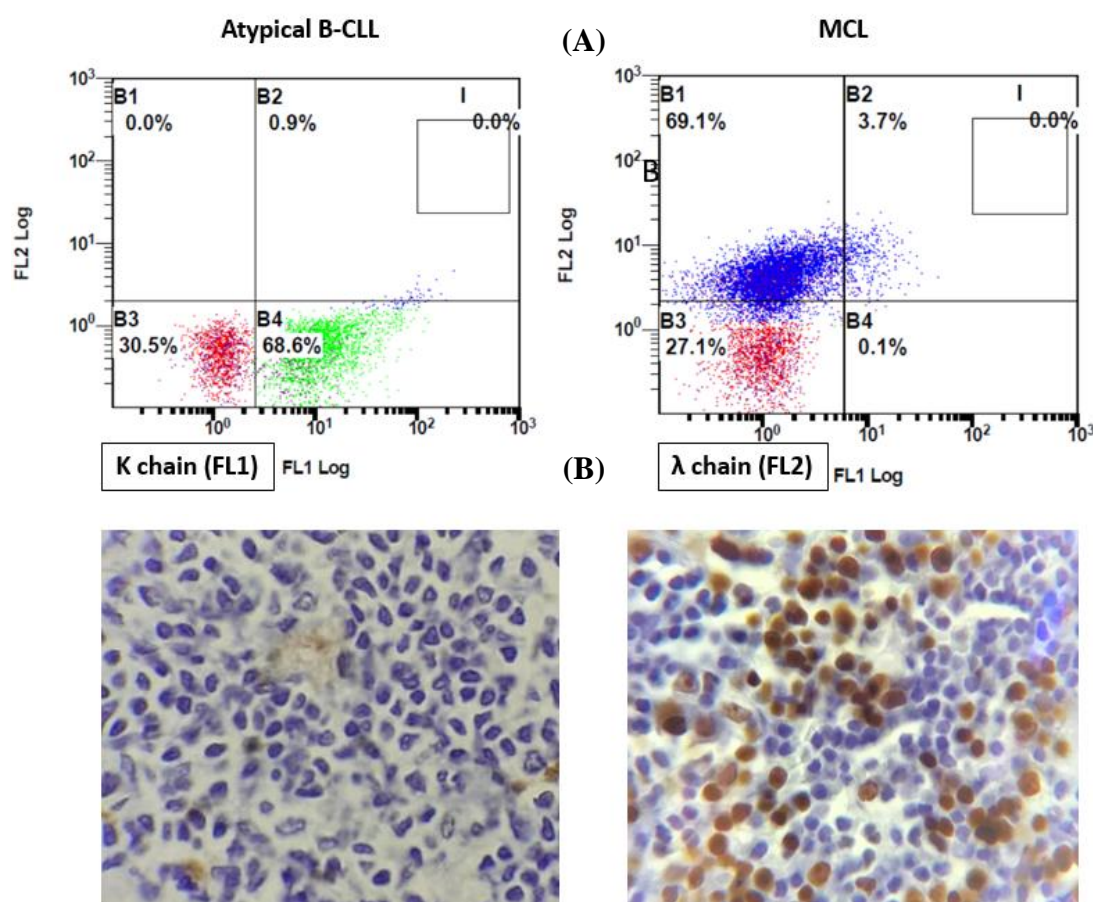 Atypical B-CLL
(A)
MCL
10³
10²
10¹
10⁰
FL2 Log
B1
0.0%
B2
0.9%
I
0.0%
B3
30.5%
B4
68.6%
10⁰ 10¹ 10² 10³
K chain (FL1)
FL1 Log
B
10³
10²
10¹
10⁰
FL2 Log
B1
69.1%
B2
3.7%
I
0.0%
B3
27.1%
B4
0.1%
10⁰ 10¹ 10² 10³
λ chain (FL2)
FL1 Log
(B)